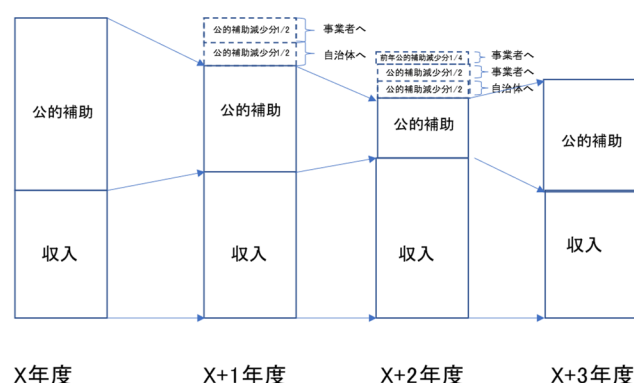 公的補助減少分1/2
事業者へ
公的補助減少分1/2
自治体へ
前年公的補助減少分1/4
事業者へ
公的補助減少分1/2
事業者へ
公的補助減少分1/2
自治体へ
公的補助
公的補助
公的補助
公的補助
収入
収入
収入
収入
X年度
X+1年度
X+2年度
X+3年度